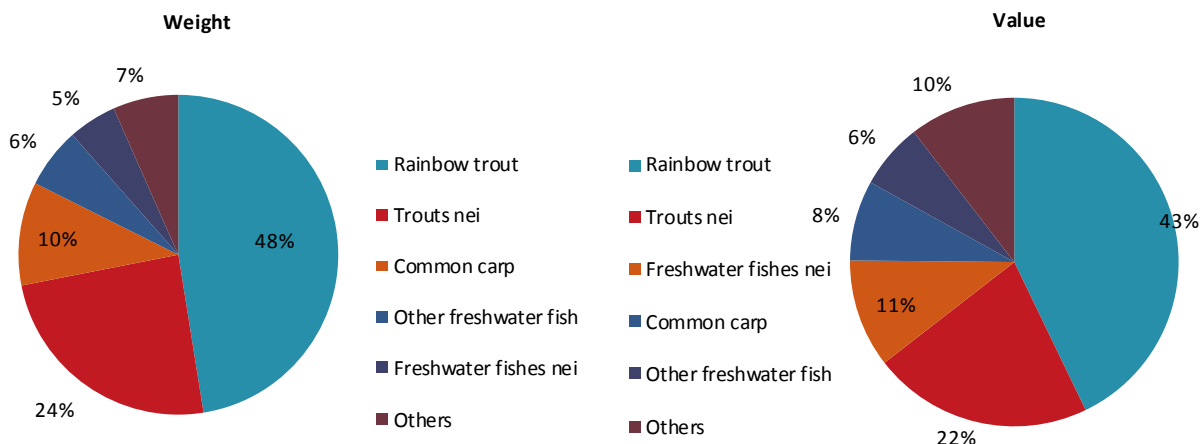 Weight
7%
5%
6%
10%
48%
24%
Rainbow trout
Trouts nei
Common carp
Other freshwater fish
Freshwater fishes nei
Others
Value
10%
6%
8%
11%
43%
22%
Rainbow trout
Trouts nei
Freshwater fishes nei
Common carp
Other freshwater fish
Others